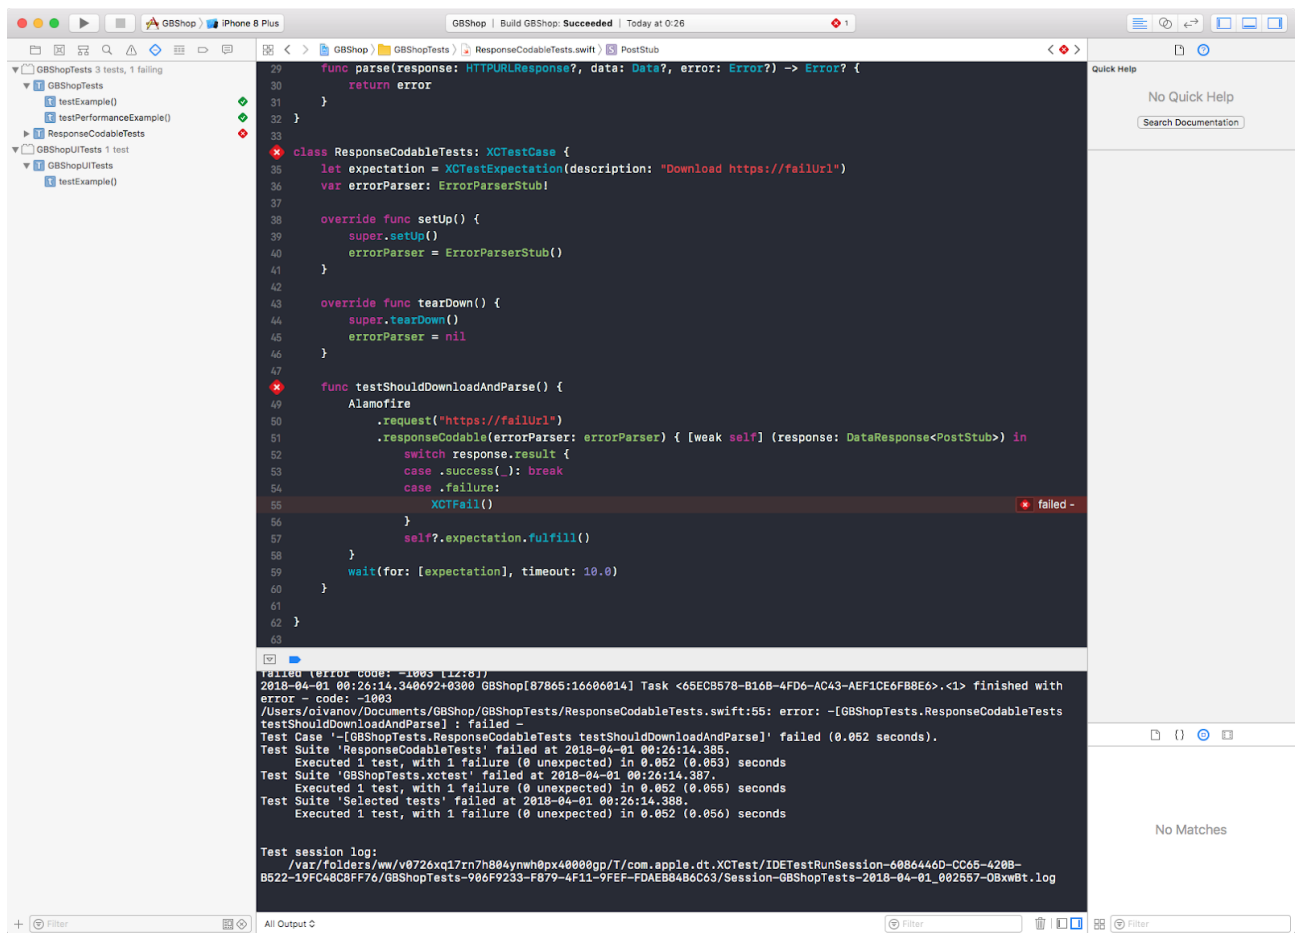 GBShop
iPhone 8 Plus
GBShop | Build GBShop: Succeeded | Today at 0:26
1
GBShopTests 3 tests, 1 failing
GBShopTests
testExample()
testPerformanceExample()
ResponseCodableTests
GBShopUITests 1 test
GBShopUITests
testExample()
GBShop
GBShopTests
ResponseCodableTests.swift
PostStub
29 func parse(response: HTTPURLResponse?, data: Data?, error: Error?) -> Error? {
30 return error
31 }
32 }
33
class ResponseCodableTests: XCTestCase {
35 let expectation = XCTestExpectation(description: "Download https://failUrl")
36 var errorParser: ErrorParserStub!
37
38 override func setUp() {
39 super.setUp()
40 errorParser = ErrorParserStub()
41 }
42
43 override func tearDown() {
44 super.tearDown()
45 errorParser = nil
46 }
47
func testShouldDownloadAndParse() {
49 Alamofire
50 .request("https://failUrl")
51 .responseCodable(errorParser: errorParser) { [weak self] (response: DataResponse<PostStub>) in
52 switch response.result {
53 case .success(_): break
54 case .failure:
55 XCTFail()
failed -
56 }
57 self?.expectation.fulfill()
58 }
59 wait(for: [expectation], timeout: 10.0)
60 }
61
62 }
63
failed (error code: -1003 [12:8])
2018-04-01 00:26:14.340692+0300 GBShop[87865:16606014] Task <65ECB578-B16B-4FD6-AC43-AEF1CE6FB8E6>.<1> finished with
error - code: -1003
/Users/oivanov/Documents/GBShop/GBShopTests/ResponseCodableTests.swift:55: error: -[GBShopTests.ResponseCodableTests
testShouldDownloadAndParse] : failed -
Test Case '-[GBShopTests.ResponseCodableTests testShouldDownloadAndParse]' failed (0.052 seconds).
Test Suite 'ResponseCodableTests' failed at 2018-04-01 00:26:14.385.
Executed 1 test, with 1 failure (0 unexpected) in 0.052 (0.053) seconds
Test Suite 'GBShopTests.xctest' failed at 2018-04-01 00:26:14.387.
Executed 1 test, with 1 failure (0 unexpected) in 0.052 (0.055) seconds
Test Suite 'Selected tests' failed at 2018-04-01 00:26:14.388.
Executed 1 test, with 1 failure (0 unexpected) in 0.052 (0.056) seconds
Test session log:
/var/folders/ww/v0726xq17rn7h804ynwh0px40000gp/T/com.apple.dt.XCTest/IDETestRunSession-6086446D-CC65-420B-
B522-19FC48C8FF76/GBShopTests-906F9233-F879-4F11-9FEF-FDAEB84B6C63/Session-GBShopTests-2018-04-01_002557-OBxwBt.log
Filter
All Output
Filter
Quick Help
No Quick Help
Search Documentation
No Matches
Filter